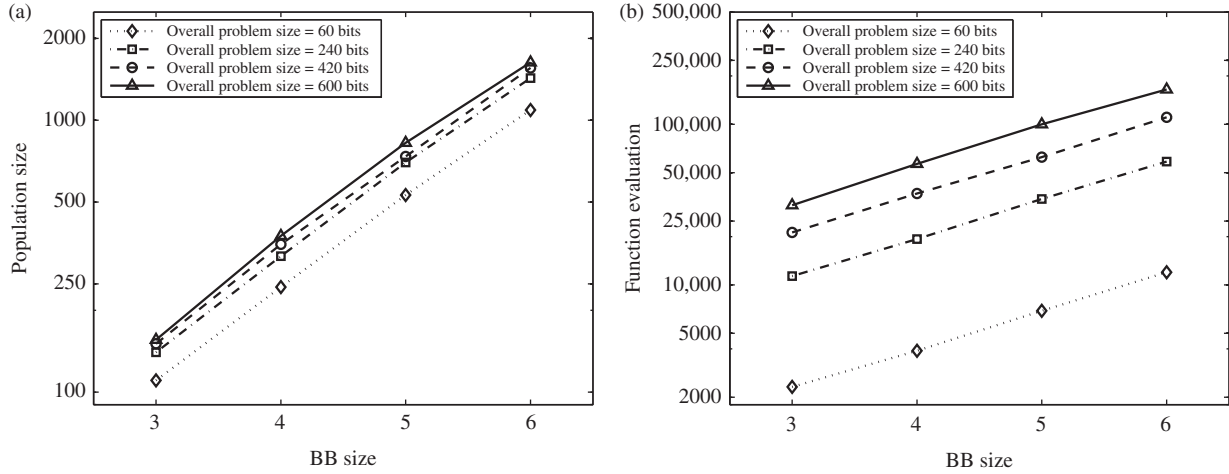 (a)
2000
1000
500
250
100
Population size
Overall problem size = 60 bits
Overall problem size = 240 bits
Overall problem size = 420 bits
Overall problem size = 600 bits
3 4 5 6
BB size
(b)
500,000
250,000
100,000
50,000
25,000
10,000
5000
2000
Function evaluation
Overall problem size = 60 bits
Overall problem size = 240 bits
Overall problem size = 420 bits
Overall problem size = 600 bits
3 4 5 6
BB size